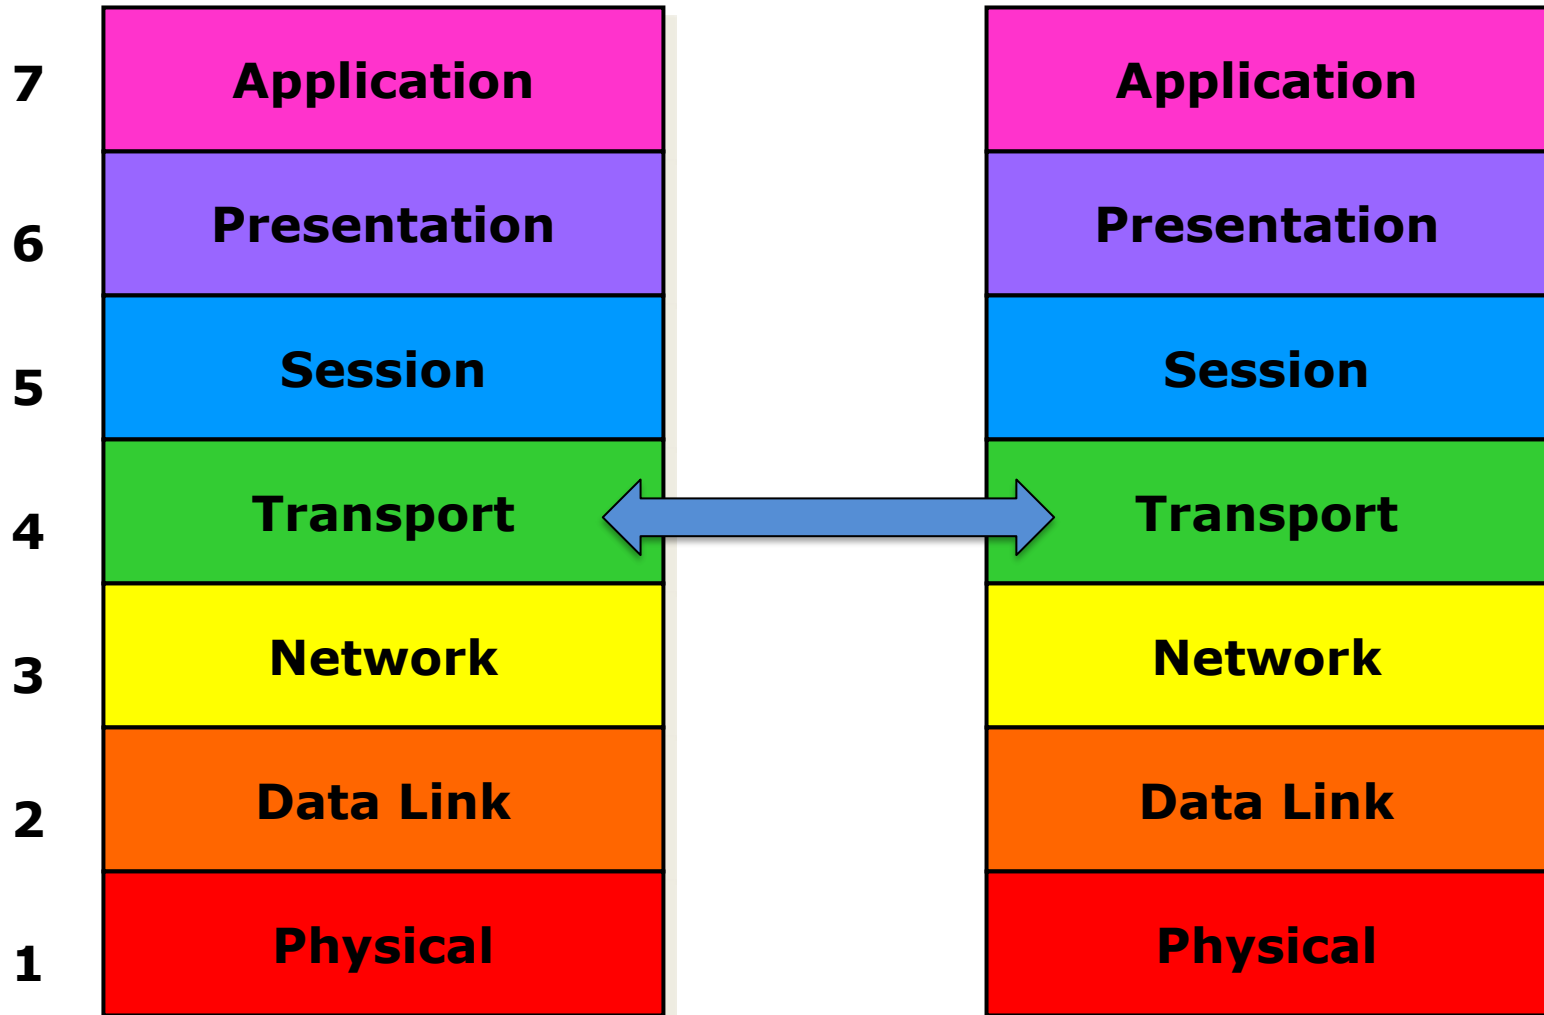 7 Application Application
6 Presentation Presentation
5 Session Session
4 Transport Transport
3 Network Network
2 Data Link Data Link
1 Physical Physical